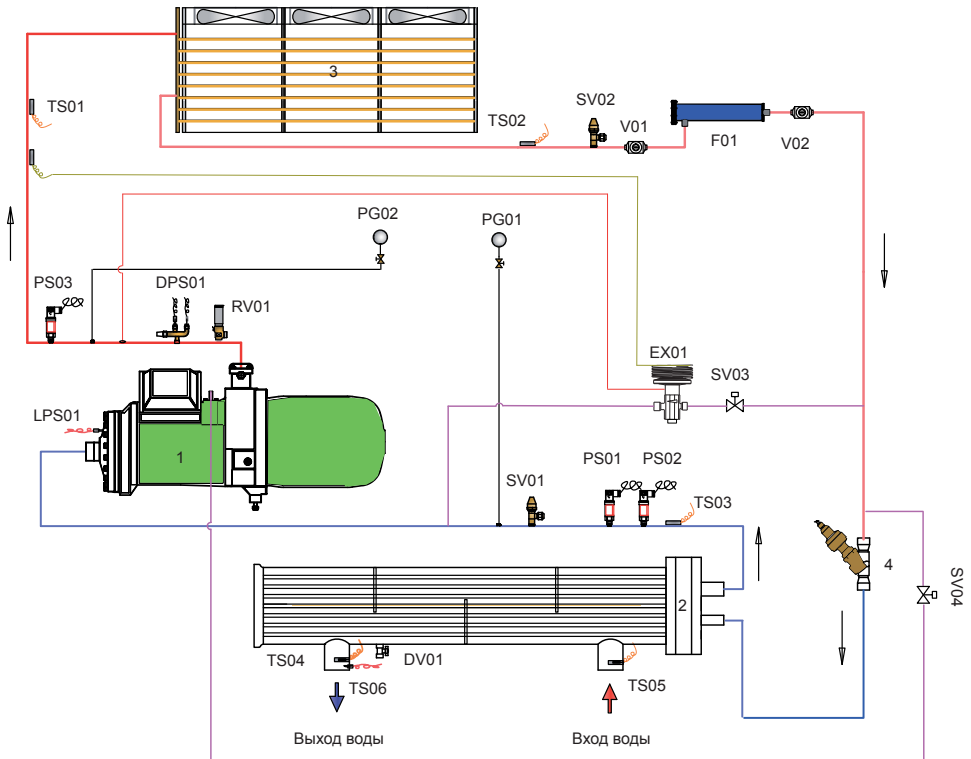 3
TS01
SV02
TS02
V01
F01
V02
PG02
PG01
PS03
DPS01
RV01
EX01
SV03
LPS01
1
PS01
PS02
SV01
TS03
4
SV04
2
TS04
DV01
TS06
TS05
Выход воды
Вход воды